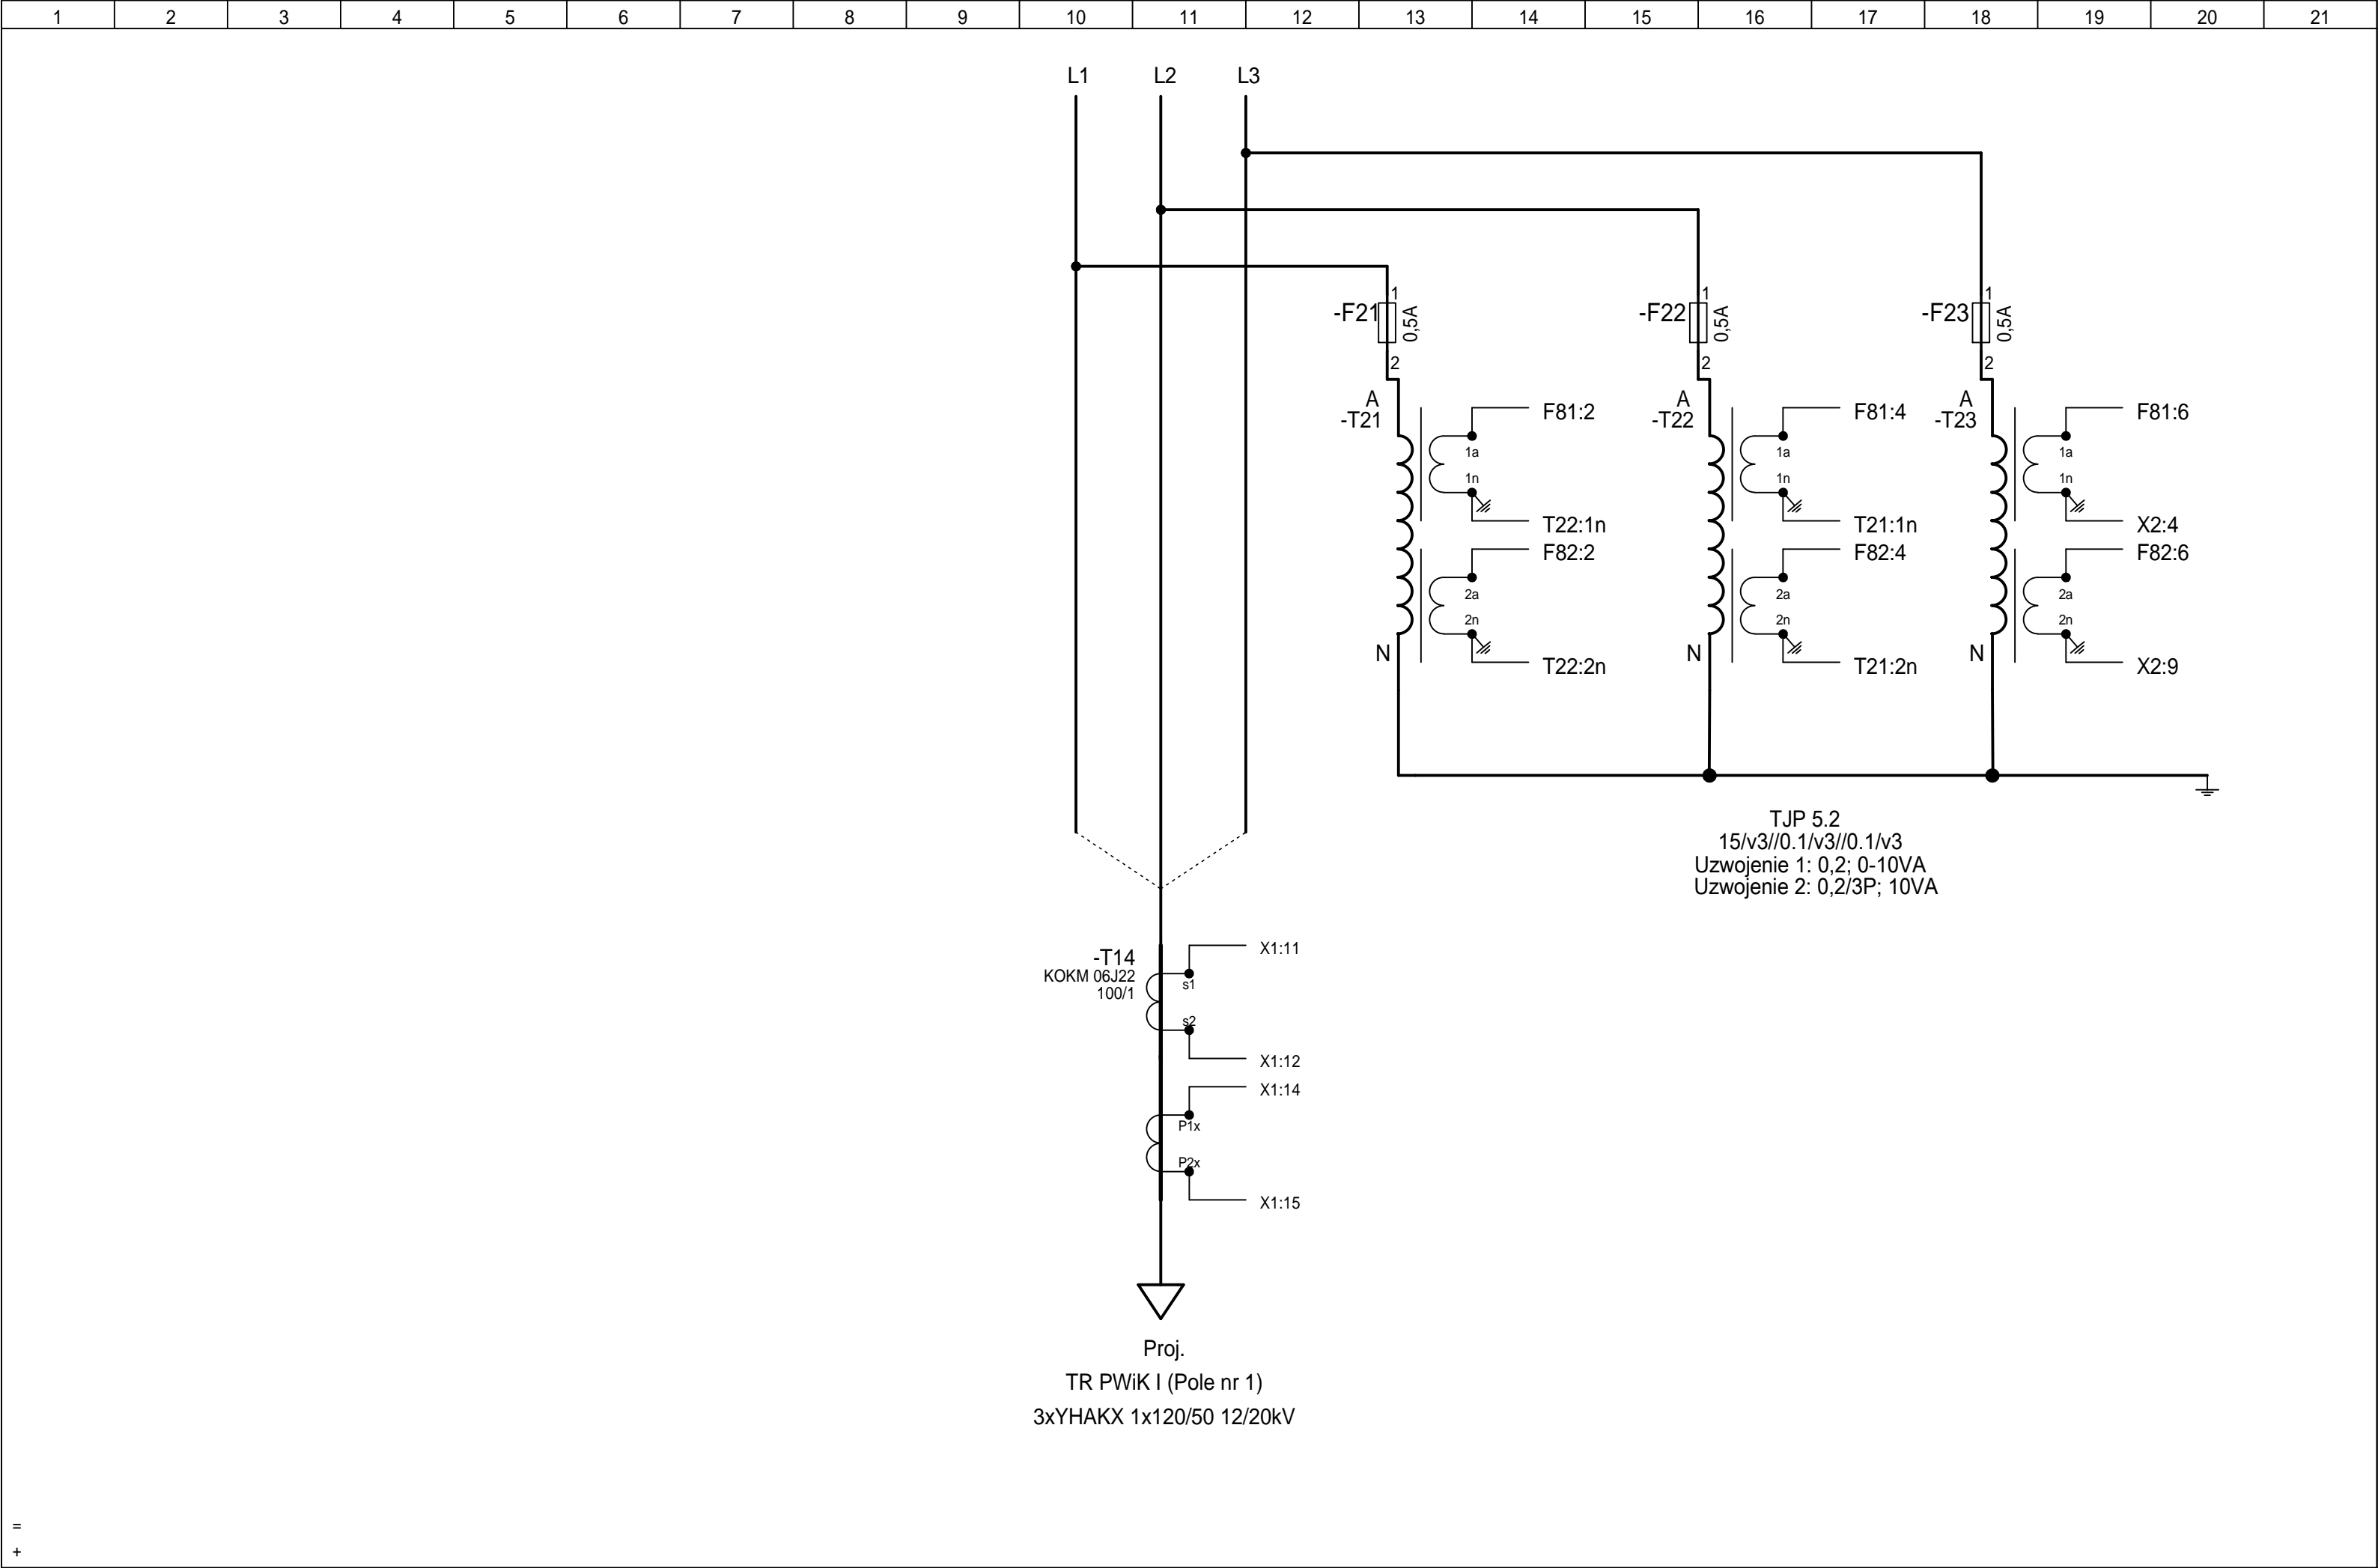 1 2 3 4 5 6 7 8 9 10 11 12 13 14 15 16 17 18 19 20 21
L1 L2 L3
1 1 1
-F21 0,5A -F22 0,5A -F23 0,5A
2 2 2
A A A
-T21 F81:2 -T22 F81:4 -T23 F81:6
1a 1a 1a
1n 1n 1n
T22:1n T21:1n X2:4
F82:2 F82:4 F82:6
2a 2a 2a
2n 2n 2n
N N N
T22:2n T21:2n X2:9
TJP 5.2
15/v3//0.1/v3//0.1/v3
Uzwojenie 1: 0,2; 0-10VA
Uzwojenie 2: 0,2/3P; 10VA
X1:11
-T14
KOKM 06J22
s1
100/1
s2
X1:12
X1:14
P1x
P2x
X1:15
Proj.
TR PWiK I (Pole nr 1)
3xYHAKX 1x120/50 12/20kV
=
+